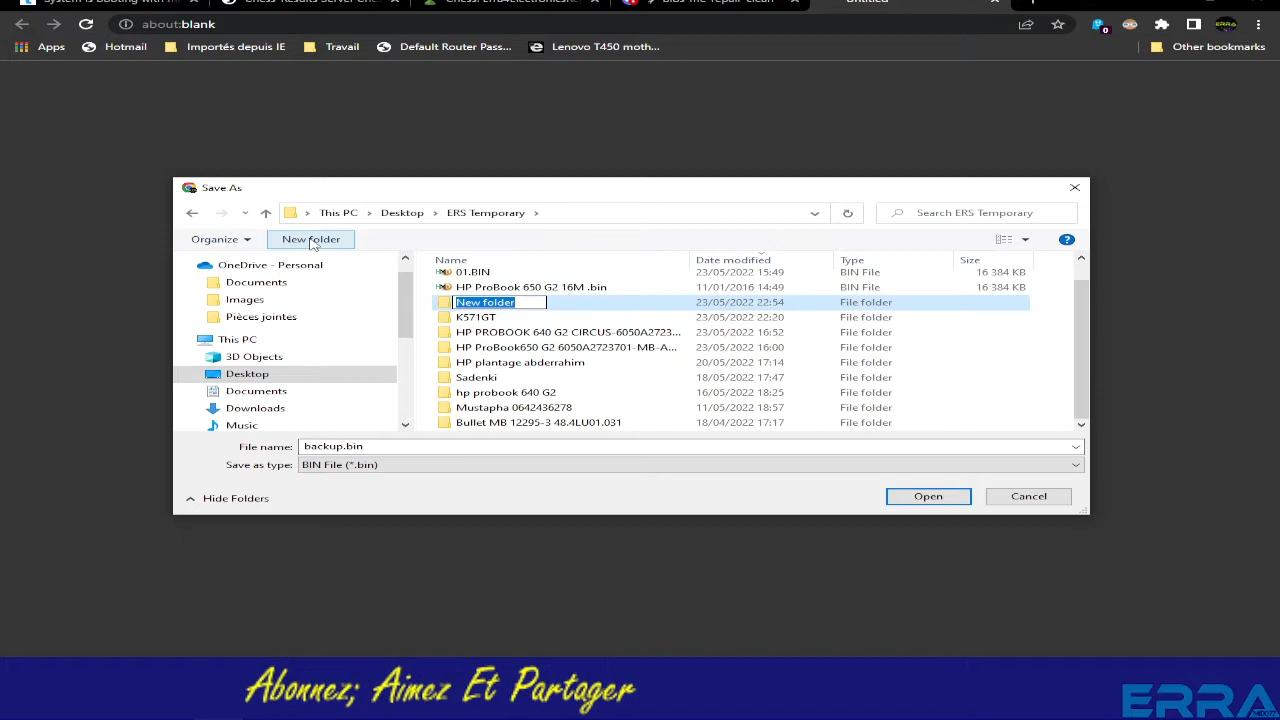 about:blank
0
Apps
Hotmail
Importés depuis IE
Travail
Default Router Pass...
Lenovo T450 moth...
Other bookmarks
Save As
This PC > Desktop > ERS Temporary >
Search ERS Temporary
Organize
New folder
Name Date modified Type Size
OneDrive - Personal
Documents
Images
Pièces jointes
This PC
3D Objects
Desktop
Documents
Downloads
Music
01.BIN 23/05/2022 15:49 BIN File 16 384 KB
HP ProBook 650 G2 16M .bin 11/01/2016 14:49 BIN File 16 384 KB
New folder 23/05/2022 22:54 File folder
K571GT 23/05/2022 22:20 File folder
HP PROBOOK 640 G2 CIRCUS-6050A2723... 23/05/2022 16:52 File folder
HP ProBook650 G2 6050A2723701-MB-A... 23/05/2022 16:00 File folder
HP plantage abderrahim 20/05/2022 17:14 File folder
Sadenki 18/05/2022 17:47 File folder
hp probook 640 G2 16/05/2022 18:25 File folder
Mustapha 0642436278 11/05/2022 18:57 File folder
Bullet MB 12295-3 48.4LU01.031 18/04/2022 17:17 File folder
File name: backup.bin
Save as type: BIN File (*.bin)
Hide Folders
Open
Cancel
Abonnez; Aimez Et Partager
ERRA